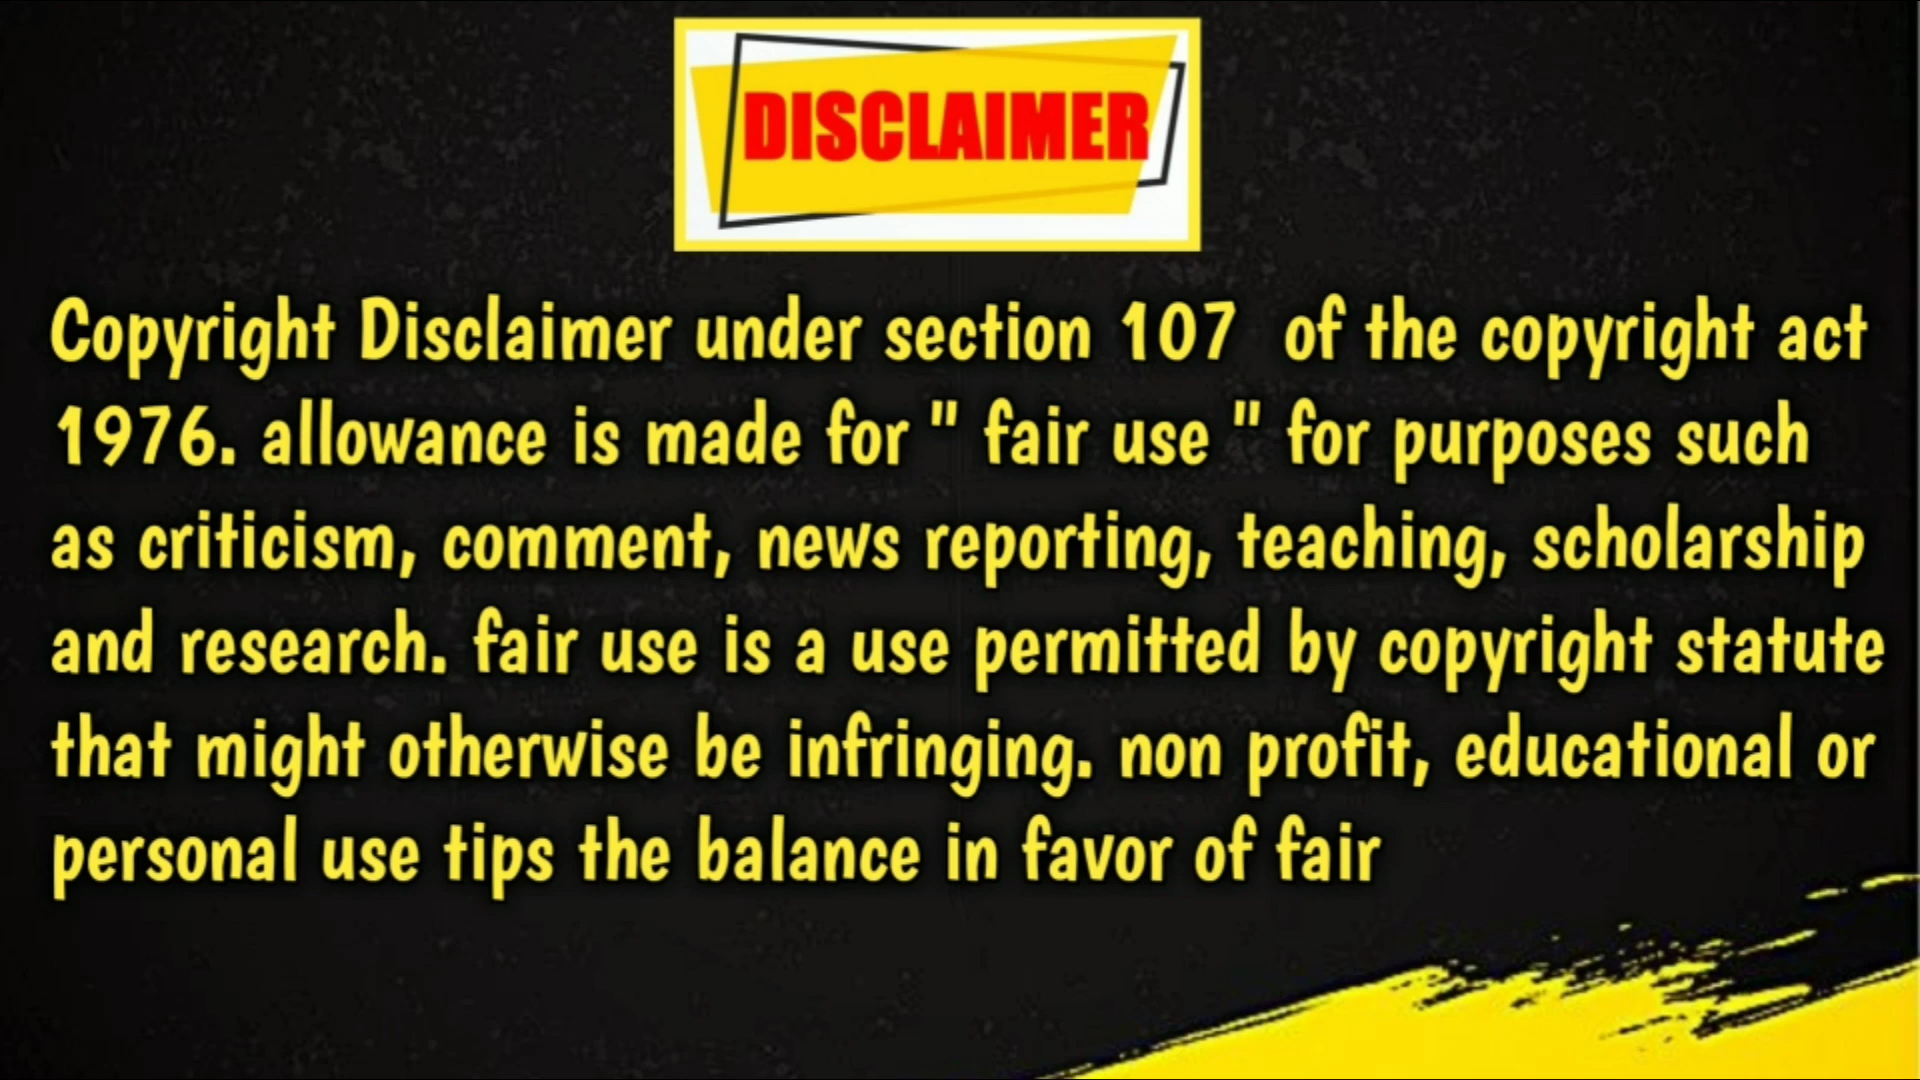 DISCLAIMER
Copyright Disclaimer under section 107 of the copyright act
1976. allowance is made for " fair use " for purposes such
as criticism, comment, news reporting, teaching, scholarship
and research. fair use is a use permitted by copyright statute
that might otherwise be infringing. non profit, educational or
personal use tips the balance in favor of fair